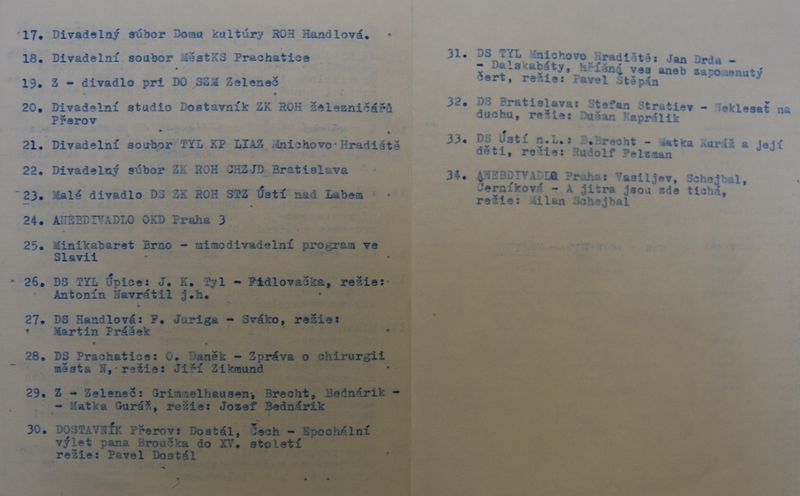 17. Divadelný súbor Domu kultúry ROH Handlová.
18. Divadelní soubor MěstKS Prachatice
19. Z - divadlo pri DO SZM Zeleneč
20. Divadelní studio Dostavník ZK ROH železničářů
Přerov
21. Divadelní soubor TYL KP LIAZ Mnichovo Hradiště
22. Divadelný súbor ZK ROH CHZJD Bratislava
23. Malé divadlo DS ZK ROH STZ Ústí nad Labem
24. ANEBDIVADLO OKD Praha 3
25. Minikabaret Brno - mimodivadelní program ve
Slavii
26. DS TYL Úpice: J. K. Tyl - Fidlovačka, režie:
Antonín Navrátil j.h.
27. DS Handlová: F. Juriga - Sváko, režie:
Martin Prášek
28. DS Prachatice: O. Daněk - Zpráva o chirurgii
města N, režie: Jiří Zikmund
29. Z - Zeleneč: Grimmelhausen, Brecht, Bednárik -
- Matka Guráž, režie: Jozef Bednárik
30. DOSTAVNÍK Přerov: Dostál, Čech - Epochální
výlet pana Broučka do XV. století
režie: Pavel Dostál
31. DS TYL Mnichovo Hradiště: Jan Drda -
- Dalskabáty, hříšná ves aneb zapomenutý
čert, režie: Pavel Štěpán
32. DS Bratislava: Stefan Stratiev - Neklesať na
duchu, režie: Dušan Kaprálik
33. DS Ústí n.L.: B.Brecht - Matka Kuráž a její
děti, režie: Rudolf Felzman
34. ANEBDIVADLO Praha: Vasiljev, Schejbal,
Černíková - A jitra jsou zde tichá,
režie: Milan Schejbal